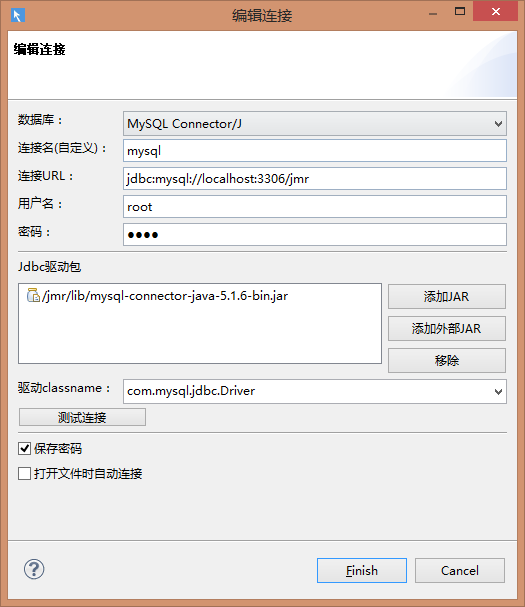 编辑连接
编辑连接
数据库：
MySQL Connector/J
连接名(自定义)：
mysql
连接URL：
jdbc:mysql://localhost:3306/jmr
用户名：
root
密码：
●●●●
Jdbc驱动包
/jmr/lib/mysql-connector-java-5.1.6-bin.jar
添加JAR
添加外部JAR
移除
驱动classname：
com.mysql.jdbc.Driver
测试连接
保存密码
打开文件时自动连接
?
Finish
Cancel